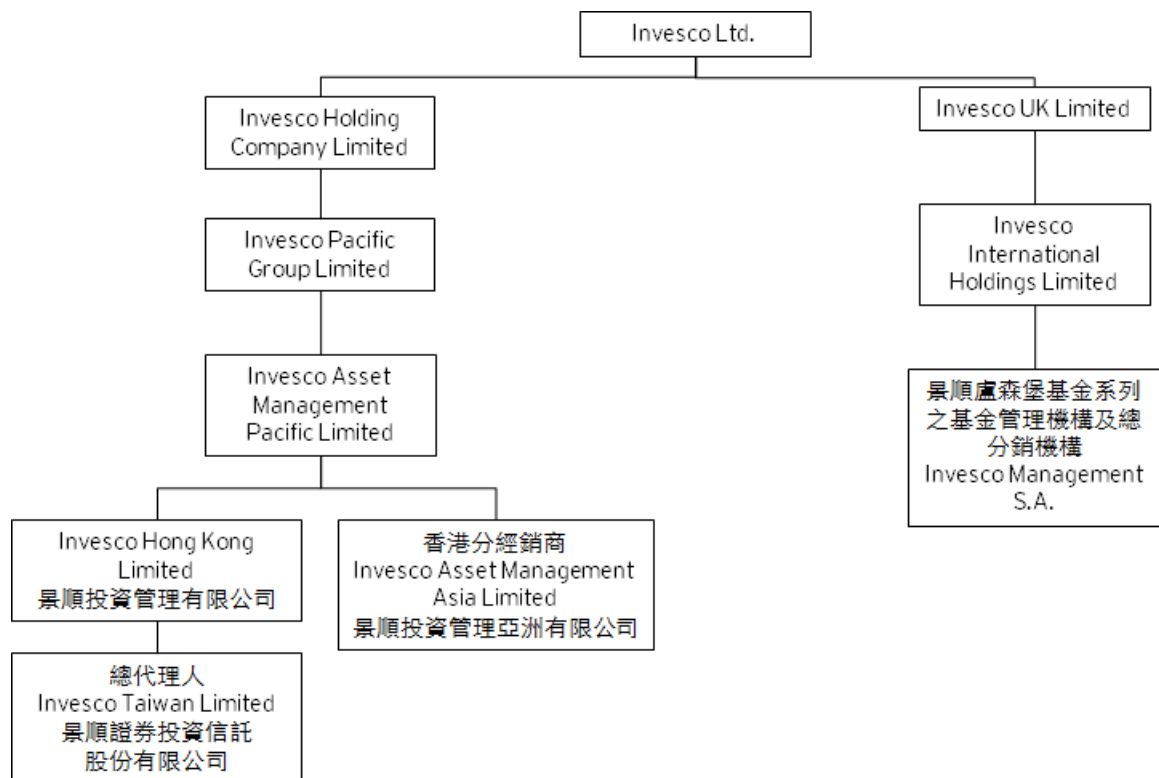 Invesco Ltd.
Invesco Holding
Company Limited
Invesco UK Limited
Invesco Pacific
Group Limited
Invesco
International
Holdings Limited
Invesco Asset
Management
Pacific Limited
景順盧森堡基金系列
之基金管理機構及總
分銷機構
Invesco Management
S.A.
Invesco Hong Kong
Limited
景順投資管理有限公司
香港分經銷商
Invesco Asset Management
Asia Limited
景順投資管理亞洲有限公司
總代理人
Invesco Taiwan Limited
景順證券投資信託
股份有限公司